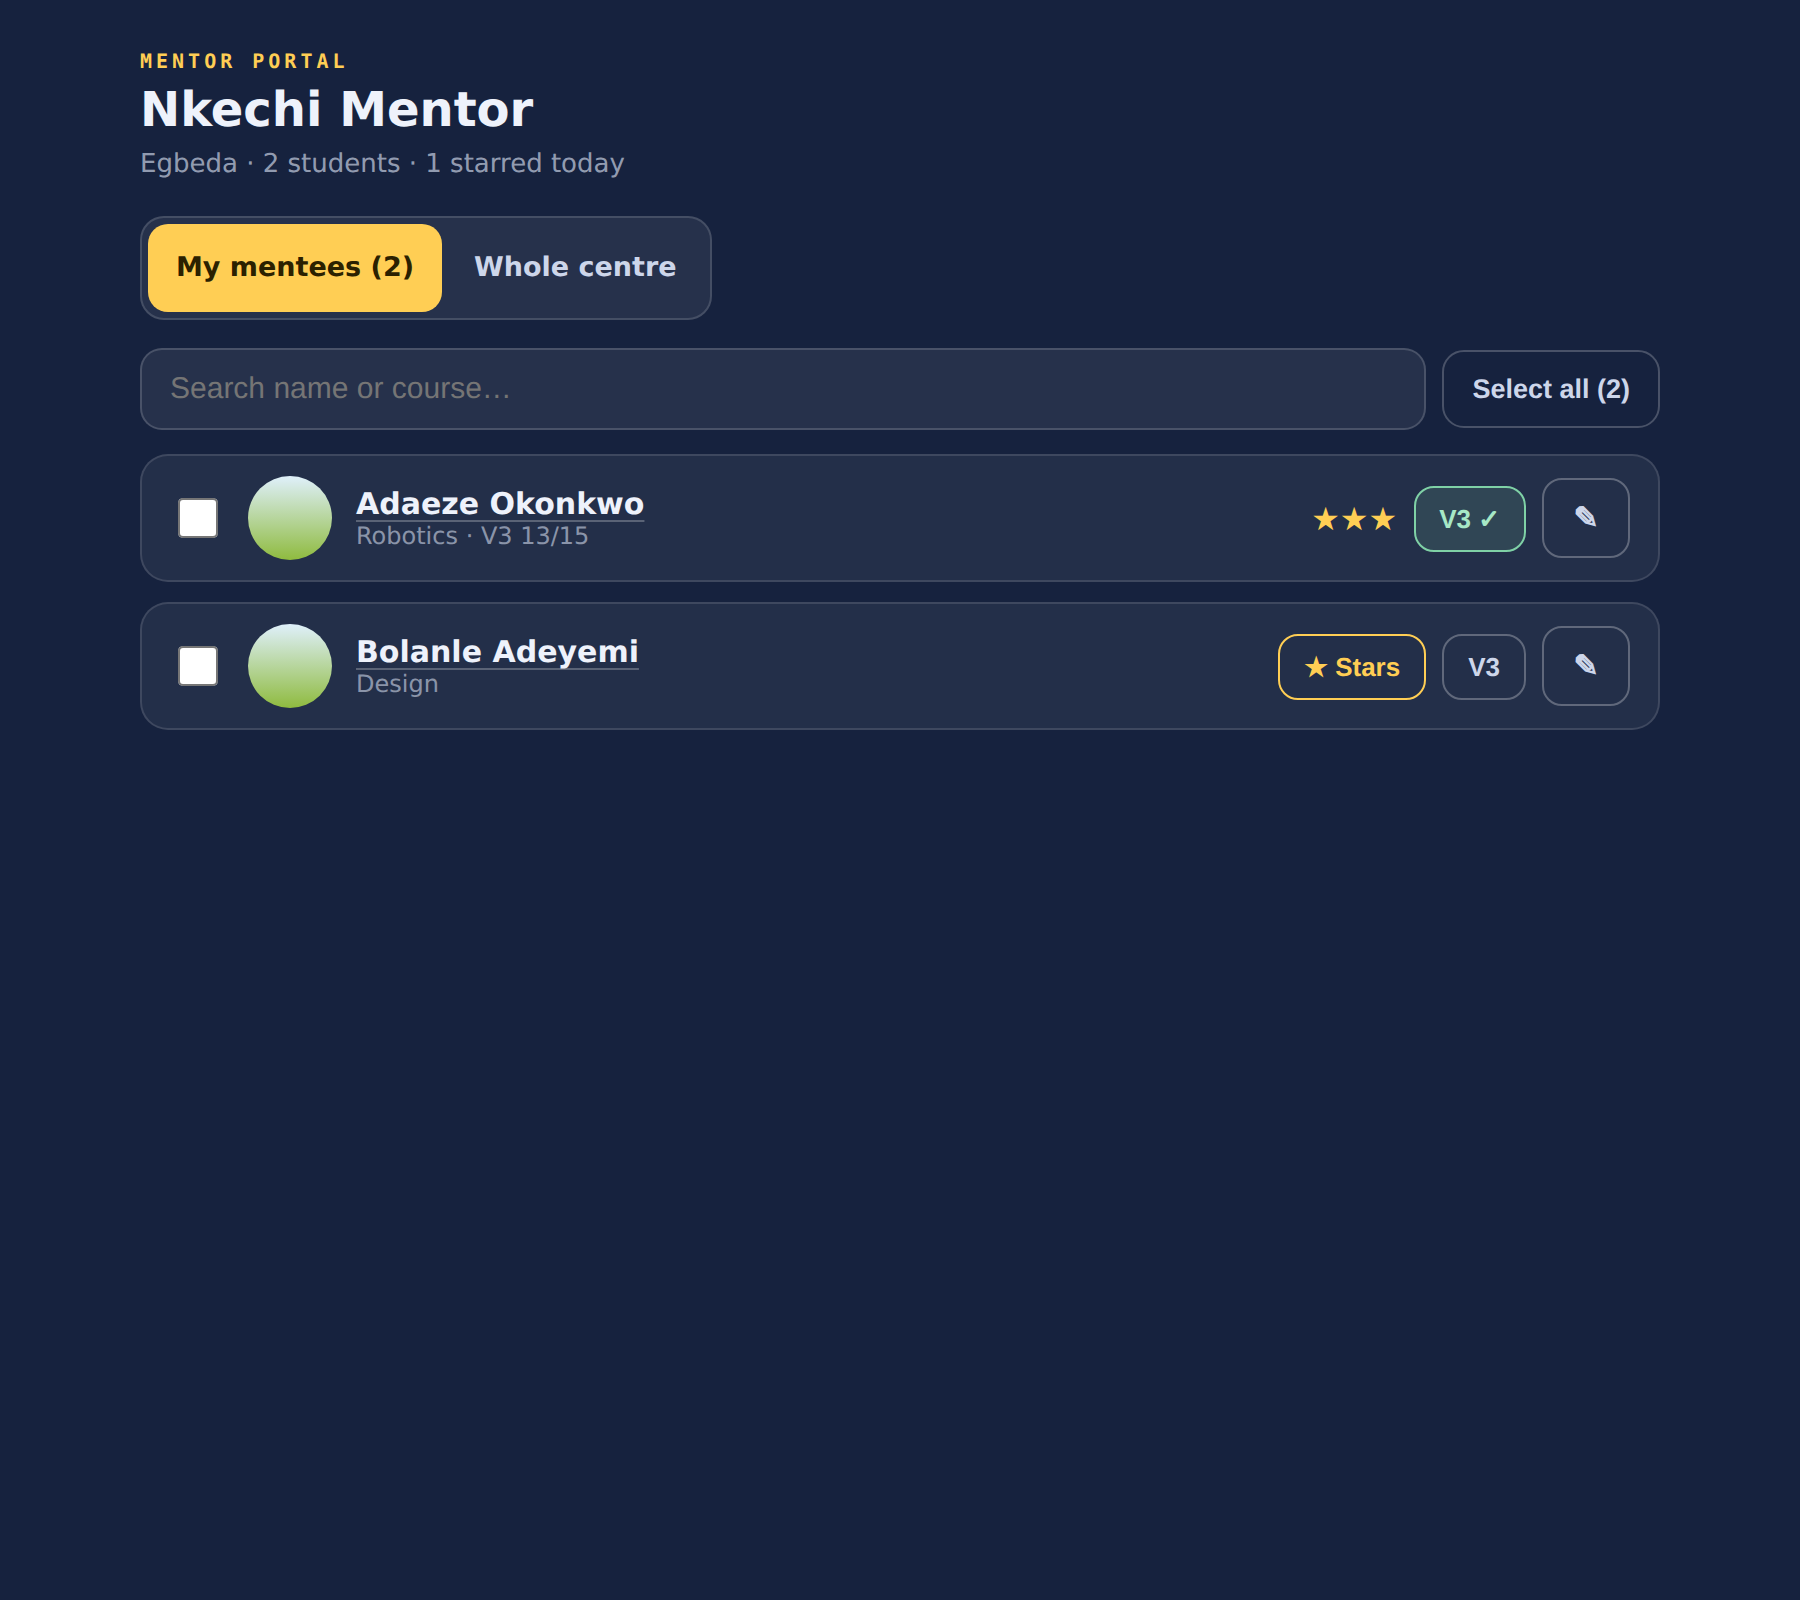 MENTOR PORTAL
Nkechi Mentor
Egbeda · 2 students · 1 starred today
My mentees (2) Whole centre
Search name or course… Select all (2)
Adaeze Okonkwo
Robotics · V3 13/15
★★★ V3 ✓ ✎
Bolanle Adeyemi
Design
★ Stars V3 ✎